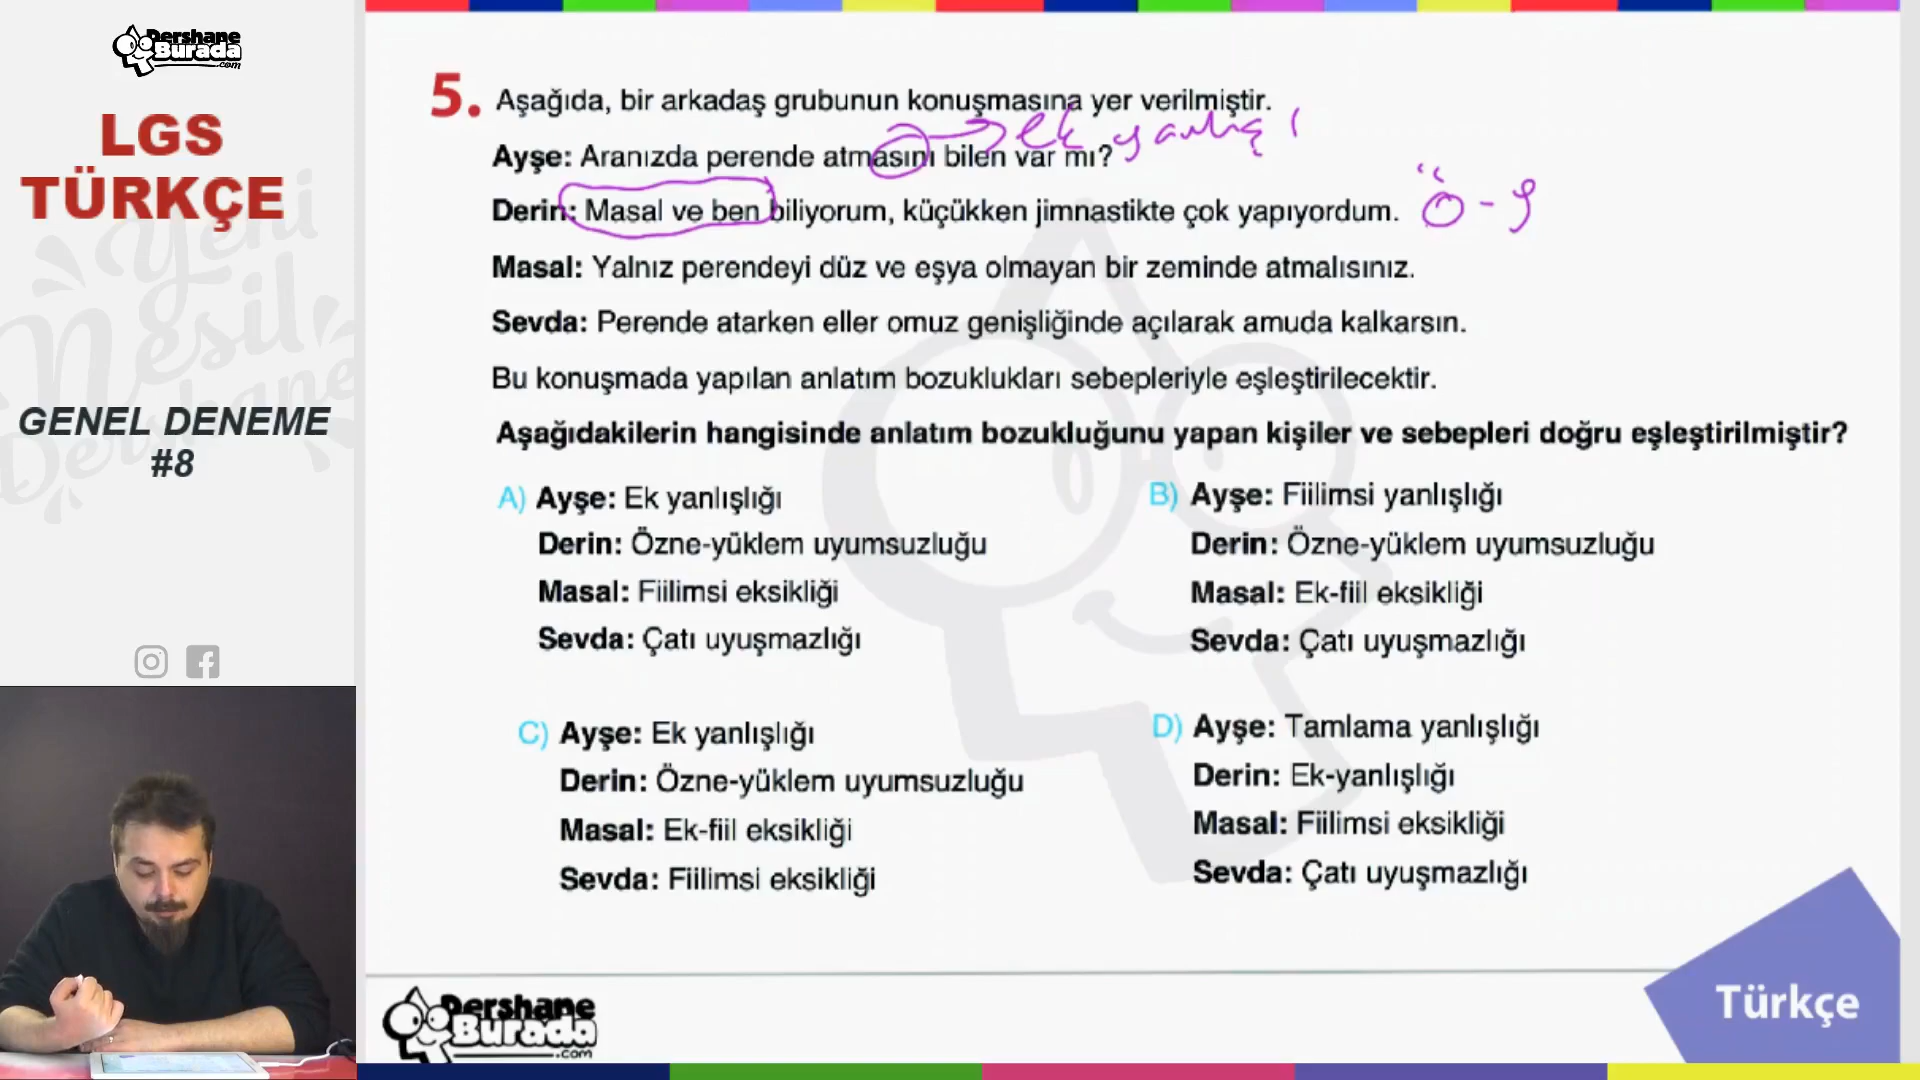 Dershane
Burada
.com
LGS
TÜRKÇE
Yeni
Nesil
Dershane
GENEL DENEME
#8
5. Aşağıda, bir arkadaş grubunun konuşmasına yer verilmiştir.
ek yanlışı
Ayşe: Aranızda perende atmasını bilen var mı?
Derin: Masal ve ben biliyorum, küçükken jimnastikte çok yapıyordum.
Ö-y
Masal: Yalnız perendeyi düz ve eşya olmayan bir zeminde atmalısınız.
Sevda: Perende atarken eller omuz genişliğinde açılarak amuda kalkarsın.
Bu konuşmada yapılan anlatım bozuklukları sebepleriyle eşleştirilecektir.
Aşağıdakilerin hangisinde anlatım bozukluğunu yapan kişiler ve sebepleri doğru eşleştirilmiştir?
A) Ayşe: Ek yanlışlığı
Derin: Özne-yüklem uyumsuzluğu
Masal: Fiilimsi eksikliği
Sevda: Çatı uyuşmazlığı
B) Ayşe: Fiilimsi yanlışlığı
Derin: Özne-yüklem uyumsuzluğu
Masal: Ek-fiil eksikliği
Sevda: Çatı uyuşmazlığı
C) Ayşe: Ek yanlışlığı
Derin: Özne-yüklem uyumsuzluğu
Masal: Ek-fiil eksikliği
Sevda: Fiilimsi eksikliği
D) Ayşe: Tamlama yanlışlığı
Derin: Ek-yanlışlığı
Masal: Fiilimsi eksikliği
Sevda: Çatı uyuşmazlığı
Dershane
Burada
.com
Türkçe